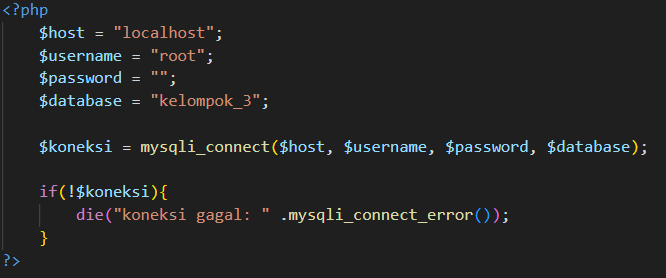 <?php
    $host = "localhost";
    $username = "root";
    $password = "";
    $database = "kelompok_3";

    $koneksi = mysqli_connect($host, $username, $password, $database);

    if(!$koneksi){
        die("koneksi gagal: " .mysqli_connect_error());
    }
?>